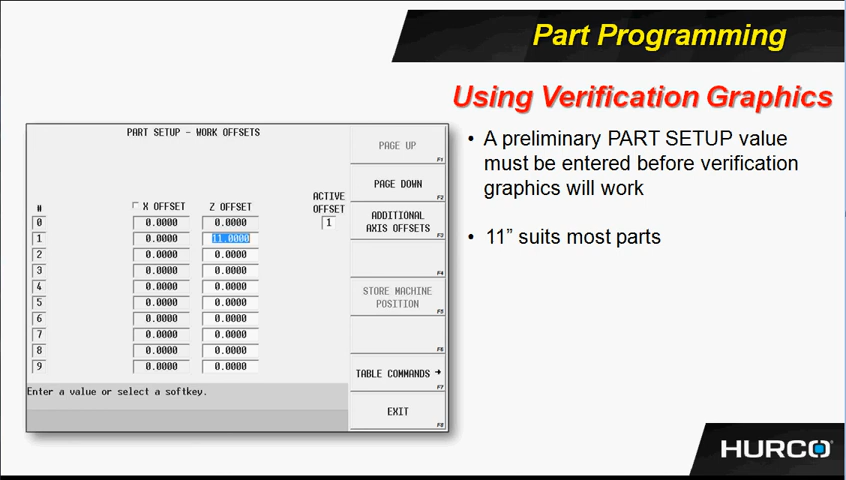 Part Programming
Using Verification Graphics
• A preliminary PART SETUP value
must be entered before verification
graphics will work
• 11” suits most parts
PART SETUP - WORK OFFSETS
ACTIVE
# X OFFSET Z OFFSET OFFSET
0 0.0000 0.0000 1
1 0.0000 11.0000
2 0.0000 0.0000
3 0.0000 0.0000
4 0.0000 0.0000
5 0.0000 0.0000
6 0.0000 0.0000
7 0.0000 0.0000
8 0.0000 0.0000
9 0.0000 0.0000
Enter a value or select a softkey.
PAGE UP
F1
PAGE DOWN
F2
ADDITIONAL
AXIS OFFSETS
F3
F4
STORE MACHINE
POSITION
F5
F6
TABLE COMMANDS →
F7
EXIT
F8
HURCO